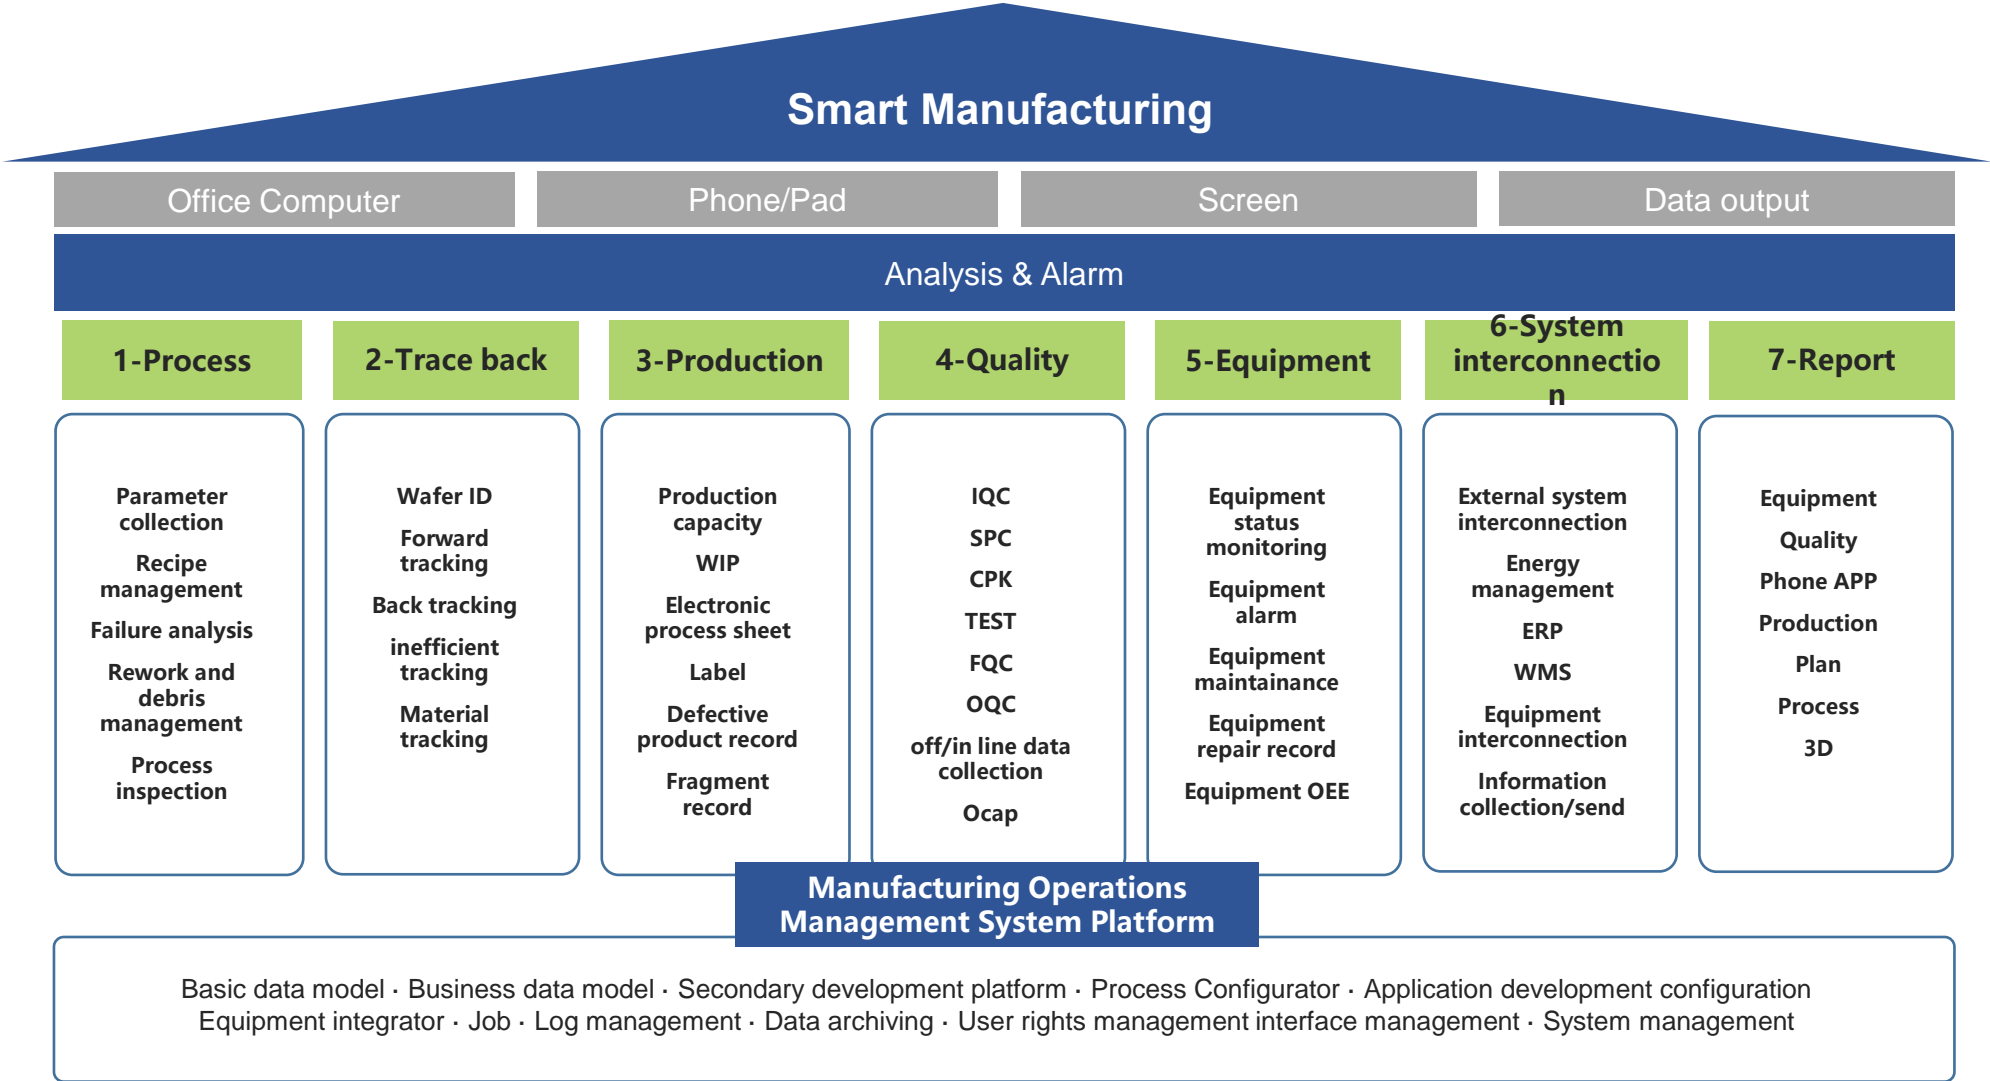 Smart Manufacturing
Office Computer
Phone/Pad
Screen
Data output
Analysis & Alarm
1-Process
2-Trace back
3-Production
4-Quality
5-Equipment
6-System
interconnectio
n
7-Report
Parameter
collection
Recipe
management
Failure analysis
Rework and
debris
management
Process
inspection
Wafer ID
Forward
tracking
Back tracking
inefficient
tracking
Material
tracking
Production
capacity
WIP
Electronic
process sheet
Label
Defective
product record
Fragment
record
IQC
SPC
CPK
TEST
FQC
OQC
off/in line data
collection
Ocap
Equipment
status
monitoring
Equipment
alarm
Equipment
maintainance
Equipment
repair record
Equipment OEE
External system
interconnection
Energy
management
ERP
WMS
Equipment
interconnection
Information
collection/send
Equipment
Quality
Phone APP
Production
Plan
Process
3D
Manufacturing Operations
Management System Platform
Basic data model · Business data model · Secondary development platform · Process Configurator · Application development configuration
Equipment integrator · Job · Log management · Data archiving · User rights management interface management · System management